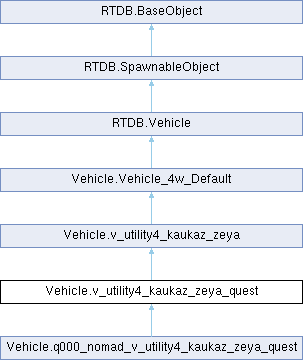 RTDB.BaseObject
RTDB.SpawnableObject
RTDB.Vehicle
Vehicle.Vehicle_4w_Default
Vehicle.v_utility4_kaukaz_zeya
Vehicle.v_utility4_kaukaz_zeya_quest
Vehicle.q000_nomad_v_utility4_kaukaz_zeya_quest